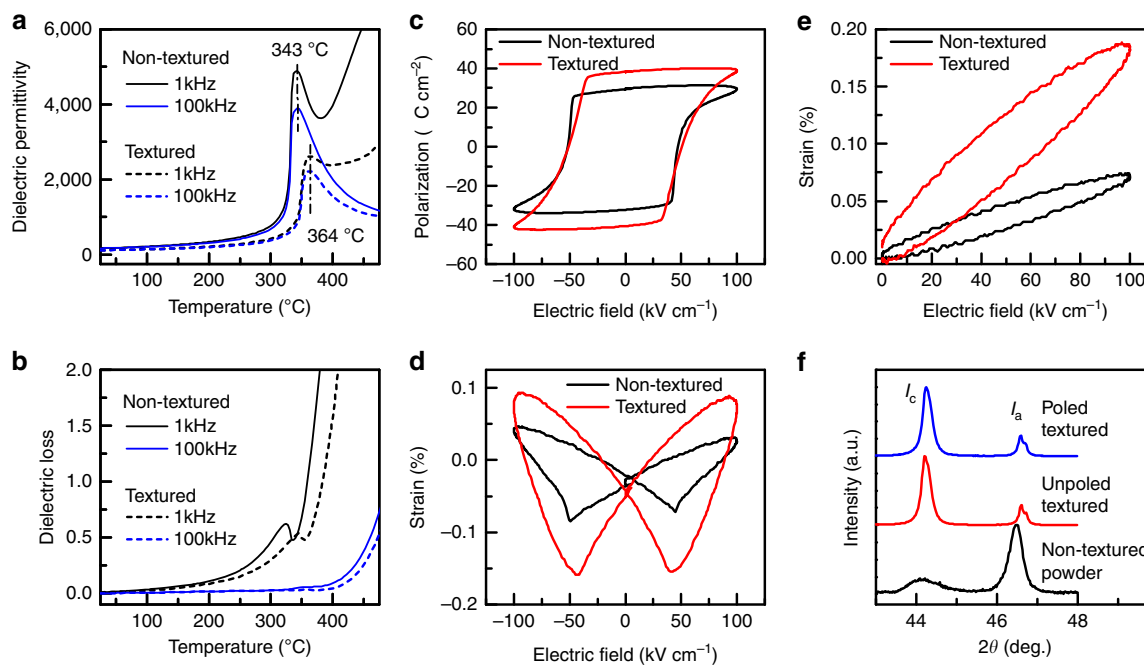 a
6,000
4,000
2,000
0
Dielectric permittivity
Non-textured
1kHz
100kHz
Textured
1kHz
100kHz
343 °C
364 °C
100
200
300
400
Temperature (°C)
b
2.0
1.5
1.0
0.5
0.0
Dielectric loss
Non-textured
1kHz
100kHz
Textured
1kHz
100kHz
100
200
300
400
Temperature (°C)
c
60
40
20
0
−20
−40
−60
Polarization ( C cm−2)
Non-textured
Textured
−100
−50
0
50
100
Electric field (kV cm−1)
d
0.1
0.0
−0.1
−0.2
Strain (%)
Non-textured
Textured
−100
−50
0
50
100
Electric field (kV cm−1)
e
0.20
0.15
0.10
0.05
0.00
Strain (%)
Non-textured
Textured
0
20
40
60
80
100
Electric field (kV cm−1)
f
Intensity (a.u.)
Ic
Ia
Poled
textured
Unpoled
textured
Non-textured
powder
44
46
48
2θ (deg.)